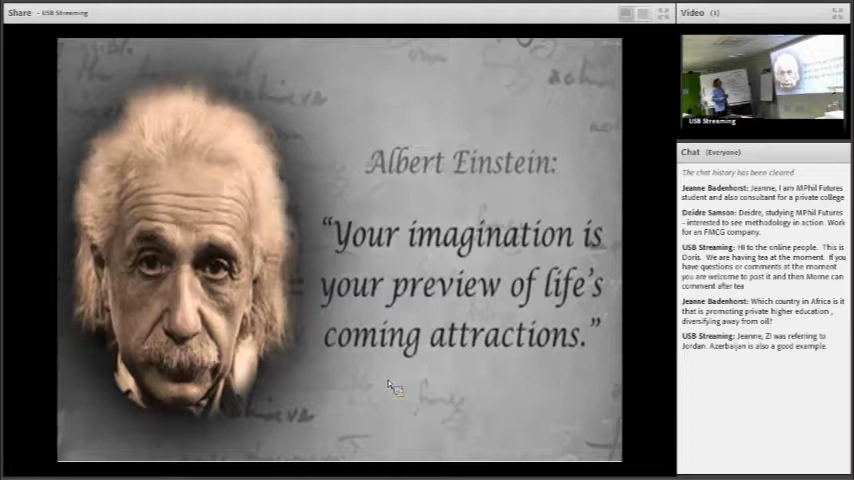 Share - USB Streaming
Albert Einstein:
“Your imagination is
your preview of life’s
coming attractions.”
Video (1)
USB Streaming
Chat (Everyone)
The chat history has been cleared
Jeanne Badenhorst: Jeanne, I am MPhil Futures
student and also consultant for a private college
Deidre Samson: Deidre, studying MPhil Futures
- interested to see methodology in action. Work
for an FMCG company.
USB Streaming: HI to the online people. This is
Doris. We are having tea at the moment. If you
have questions or comments at the moment
you are welcome to post it and then Morne can
comment after tea
Jeanne Badenhorst: Which country in Africa is it
that is promoting private higher education ,
diversifying away from oil?
USB Streaming: Jeanne, ZI was referring to
Jordan. Azerbaijan is also a good example.